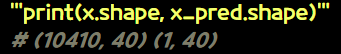 '''print(x.shape, x_pred.shape)'''
# (10410, 40) (1, 40)